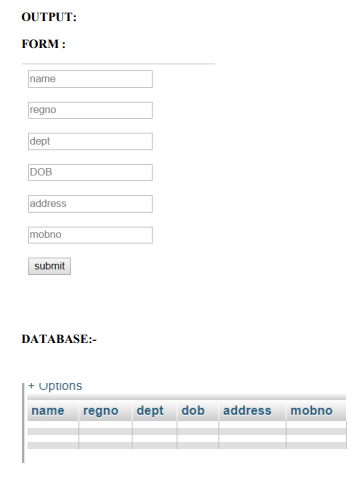 OUTPUT:
FORM :
name
regno
dept
DOB
address
mobno
submit
DATABASE:-
+ Options
name regno dept dob address mobno